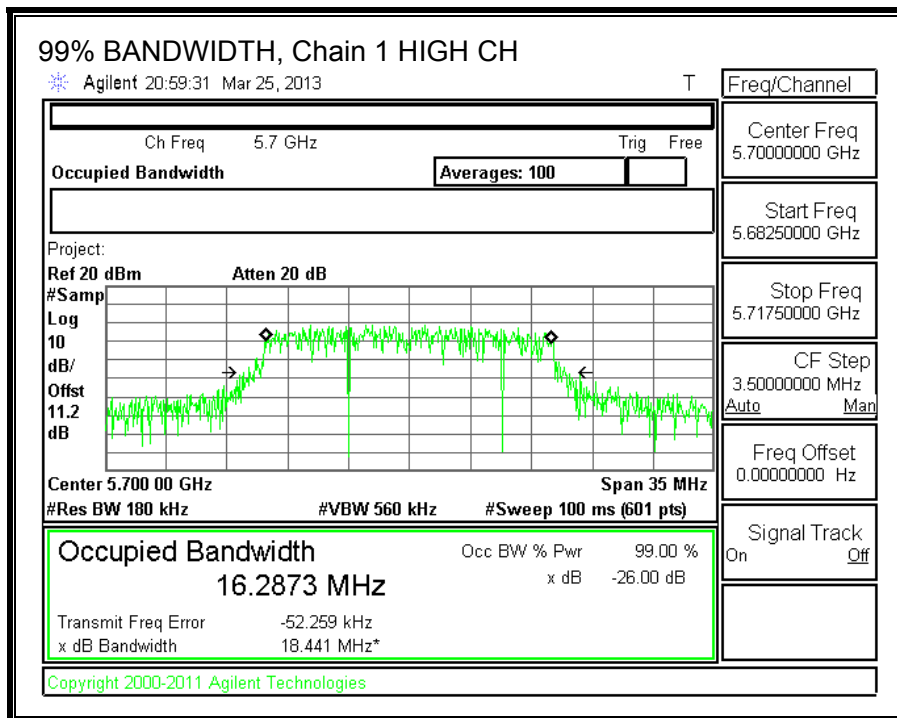 99% BANDWIDTH, Chain 1 HIGH CH
Agilent 20:59:31 Mar 25, 2013 T
Freq/Channel
Ch Freq 5.7 GHz Trig Free
Occupied Bandwidth Averages: 100
Project:
Ref 20 dBm Atten 20 dB
#Samp
Log
10
dB/
Offst
11.2
dB
Center 5.700 00 GHz Span 35 MHz
#Res BW 180 kHz #VBW 560 kHz #Sweep 100 ms (601 pts)
Occupied Bandwidth Occ BW % Pwr 99.00 %
16.2873 MHz x dB -26.00 dB
Transmit Freq Error -52.259 kHz
x dB Bandwidth 18.441 MHz*
Copyright 2000-2011 Agilent Technologies
Center Freq
5.70000000 GHz
Start Freq
5.68250000 GHz
Stop Freq
5.71750000 GHz
CF Step
3.50000000 MHz
Auto Man
Freq Offset
0.00000000 Hz
Signal Track
On Off